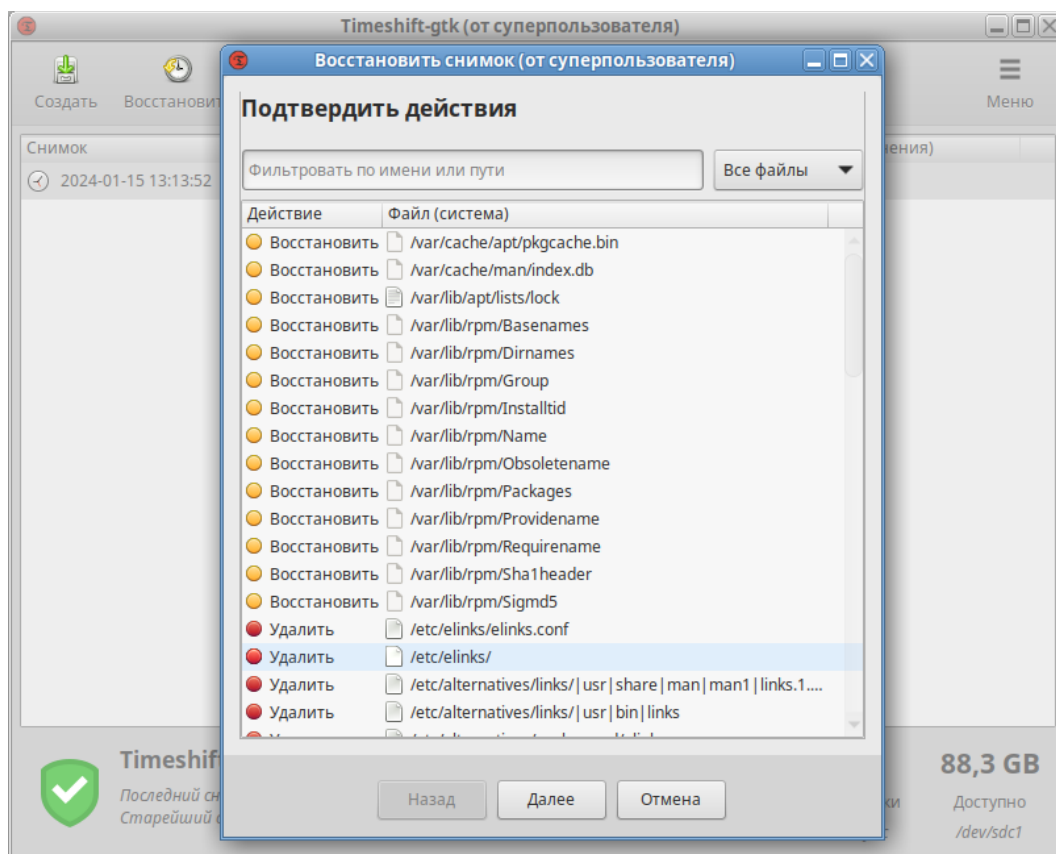 Timeshift-gtk (от суперпользователя)
Создать
Восстановит
Меню
Снимок
ения)
2024-01-15 13:13:52
Восстановить снимок (от суперпользователя)
Подтвердить действия
Фильтровать по имени или пути
Все файлы
Действие Файл (система)
Восстановить /var/cache/apt/pkgcache.bin
Восстановить /var/cache/man/index.db
Восстановить /var/lib/apt/lists/lock
Восстановить /var/lib/rpm/Basenames
Восстановить /var/lib/rpm/Dirnames
Восстановить /var/lib/rpm/Group
Восстановить /var/lib/rpm/Installtid
Восстановить /var/lib/rpm/Name
Восстановить /var/lib/rpm/Obsoletename
Восстановить /var/lib/rpm/Packages
Восстановить /var/lib/rpm/Providename
Восстановить /var/lib/rpm/Requirename
Восстановить /var/lib/rpm/Sha1header
Восстановить /var/lib/rpm/Sigmd5
Удалить /etc/elinks/elinks.conf
Удалить /etc/elinks/
Удалить /etc/alternatives/links/|usr|share|man|man1|links.1....
Удалить /etc/alternatives/links/|usr|bin|links
Назад
Далее
Отмена
Timeshif
Последний сн
Старейший
88,3 GB
ки
Доступно
/dev/sdc1